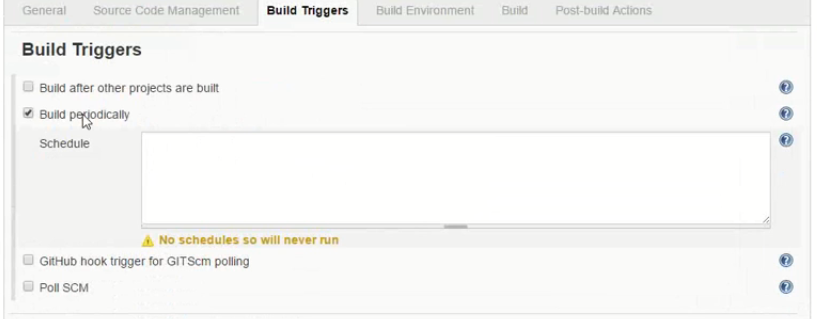 General Source Code Management Build Triggers Build Environment Build Post-build Actions
Build Triggers
Build after other projects are built
Build periodically
Schedule
No schedules so will never run
GitHub hook trigger for GITScm polling
Poll SCM